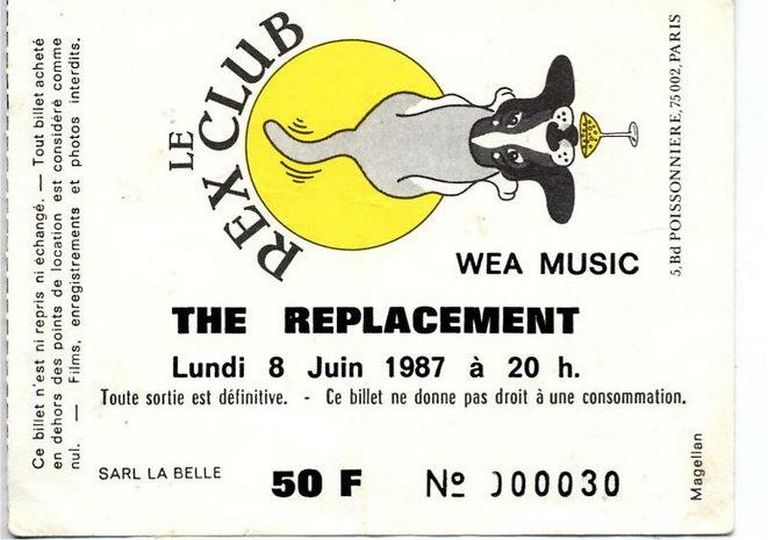 LE
REX CLUB
5, Bd POISSONNIERE, 75002, PARIS
WEA MUSIC
THE REPLACEMENT
Lundi 8 Juin 1987 à 20 h.
Toute sortie est définitive. - Ce billet ne donne pas droit à une consommation.
SARL LA BELLE
50 F
Nº 000030
Ce billet n'est ni repris ni échangé. — Tout billet acheté
en dehors des points de location est considéré comme
nul. — Films, enregistrements et photos interdits.
Magellan